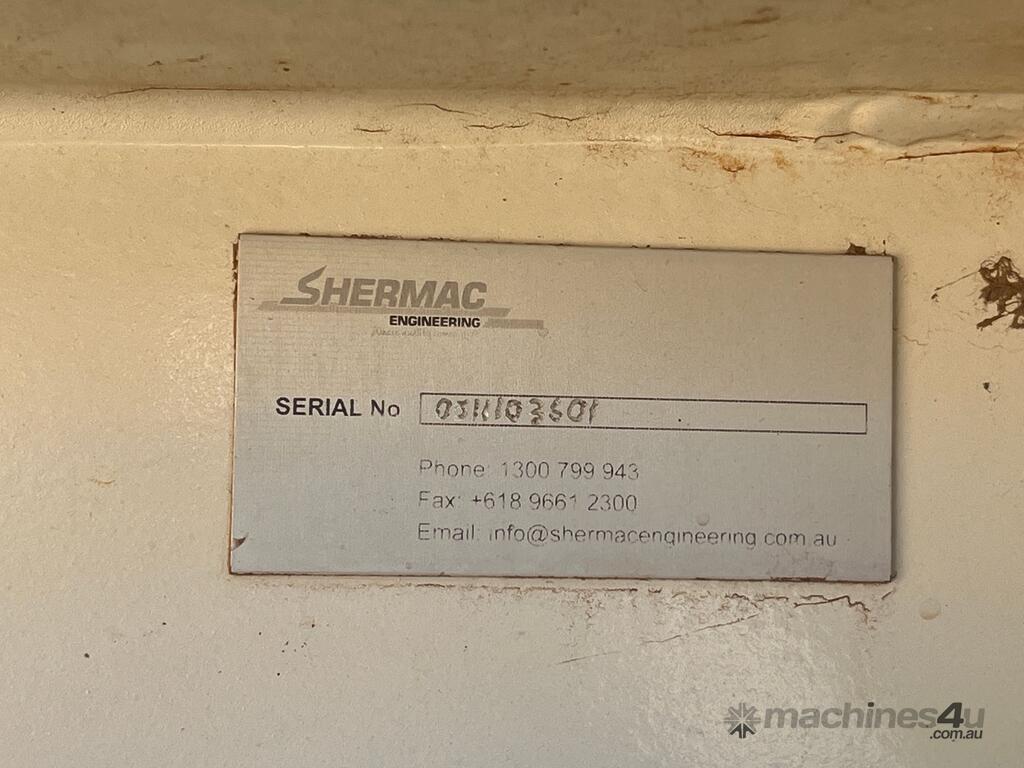 SHERMAC
ENGINEERING
SERIAL No
Phone: 1300 799 943
Fax: +618 9661 2300
Email: info@shermacengineering.com.au
machines4u
.com.au